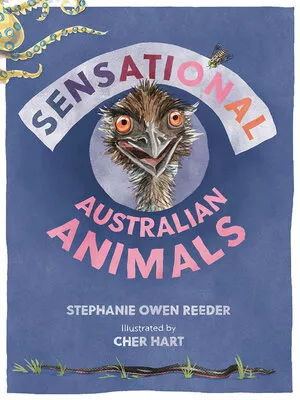 SENSATIONAL
AUSTRALIAN
ANIMALS
STEPHANIE OWEN REEDER
Illustrated by
CHER HART